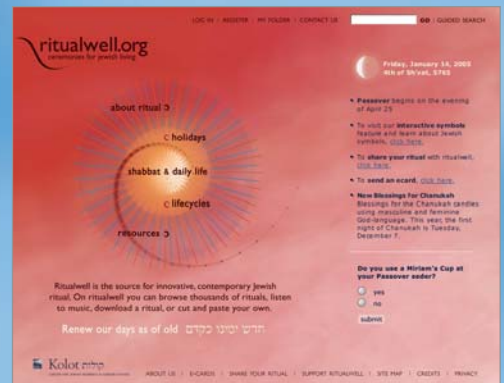 LOG IN | REGISTER | MY FOLDER | CONTACT US
GO | GUIDED SEARCH
ritualwell.org
ceremonies for jewish living
Friday, January 14, 2005
4th of Sh'vat, 5765
about ritual
holidays
shabbat & daily life
lifecycles
resources
• Passover begins on the evening
of April 25
• To visit our interactive symbols
feature and learn about Jewish
symbols, click here.
• To share your ritual with ritualwell,
click here.
• To send an ecard, click here.
• New Blessings for Chanukah
Blessings for the Chanukah candles
using masculine and feminine
God-language. This year, the first
night of Chanukah is Tuesday,
December 7.
Do you use a Miriam's Cup at
your Passover seder?
yes
no
submit
Ritualwell is the source for innovative, contemporary Jewish
ritual. On ritualwell you can browse thousands of rituals, listen
to music, download a ritual, or cut and paste your own.
Renew our days as of old חדש ימינו כקדם
Kolot קולות
ABOUT US | E-CARDS | SHARE YOUR RITUAL | SUPPORT RITUALWELL | SITE MAP | CREDITS | PRIVACY